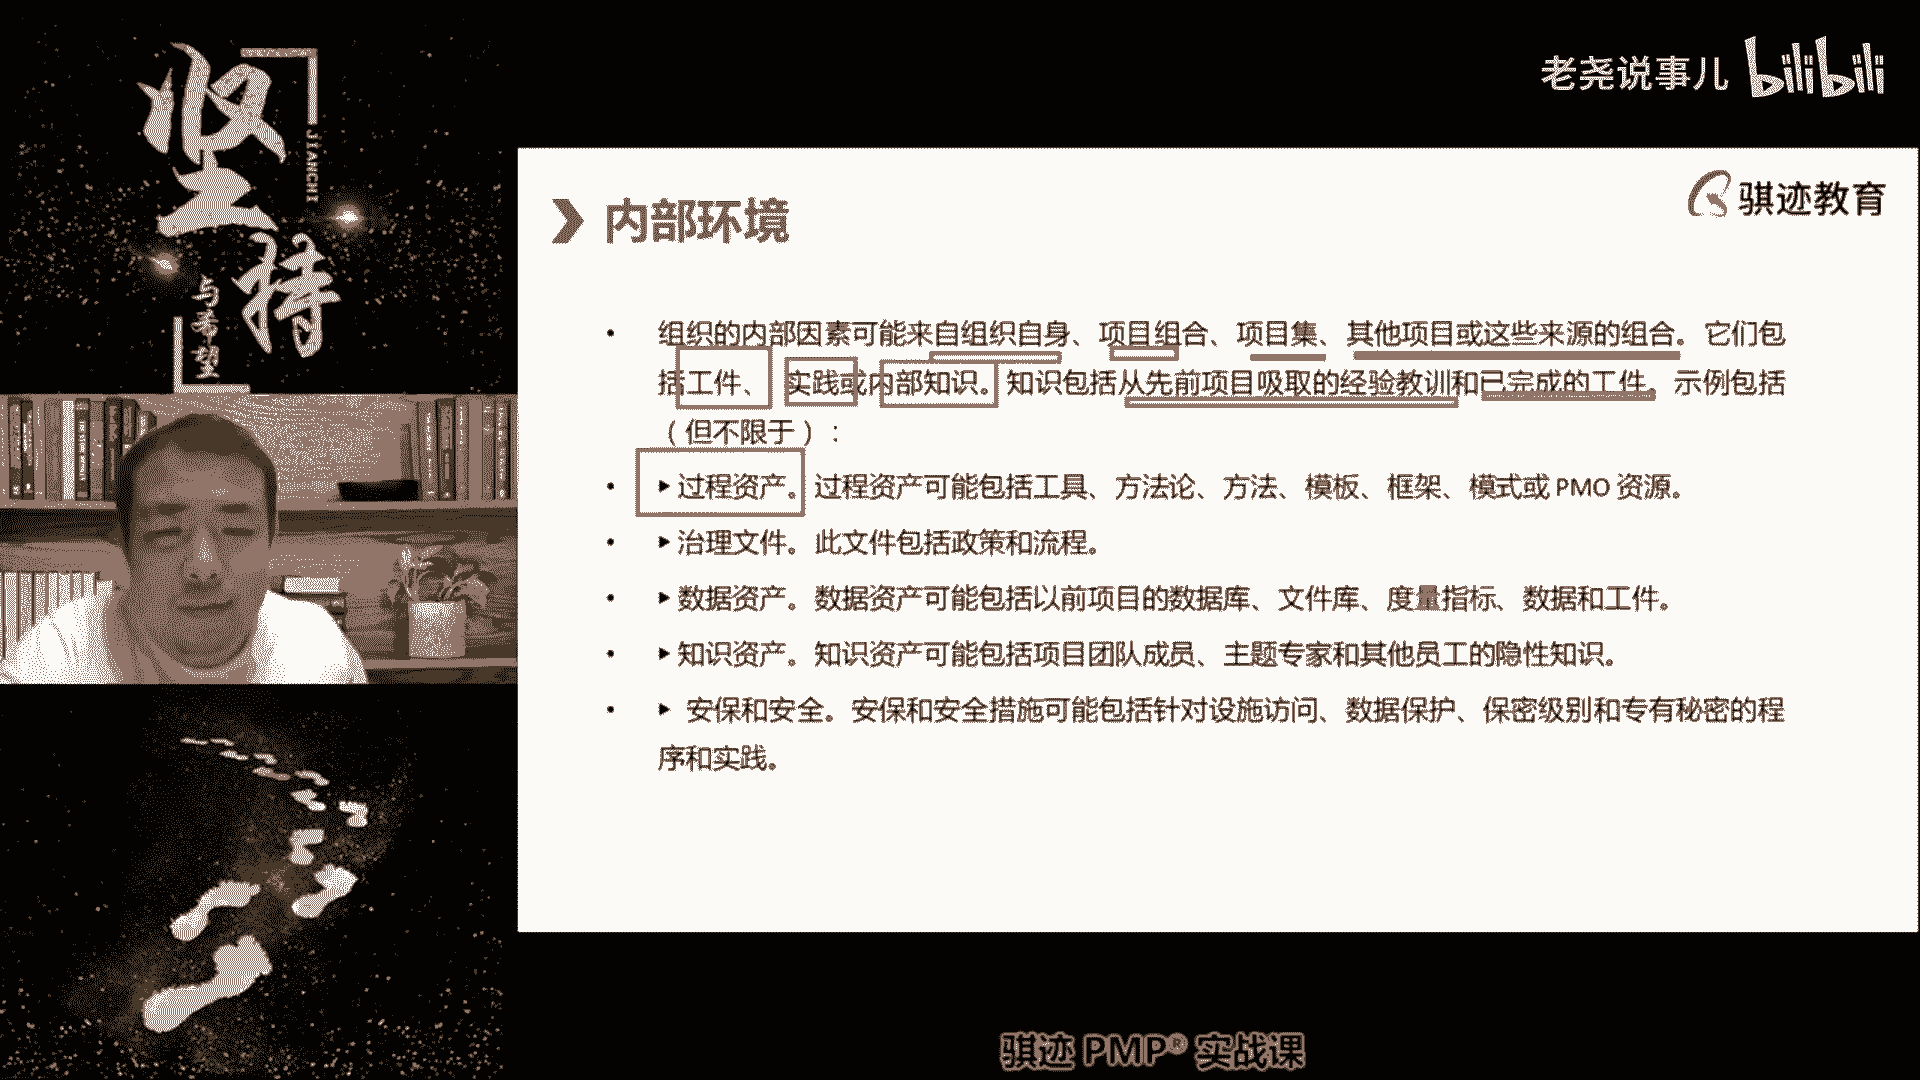 坚持
JIANCHI
与希望
老尧说事儿 bilibili
骐迹教育
内部环境
• 组织的内部因素可能来自组织自身、项目组合、项目集、其他项目或这些来源的组合。它们包
括工件、实践或内部知识。知识包括从先前项目吸取的经验教训和已完成的工件。示例包括
（但不限于）：
• ▶过程资产。过程资产可能包括工具、方法论、方法、模板、框架、模式或 PMO 资源。
• ▶治理文件。此文件包括政策和流程。
• ▶数据资产。数据资产可能包括以前项目的数据库、文件库、度量指标、数据和工件。
• ▶知识资产。知识资产可能包括项目团队成员、主题专家和其他员工的隐性知识。
• ▶ 安保和安全。安保和安全措施可能包括针对设施访问、数据保护、保密级别和专有秘密的程
序和实践。
骐迹 PMP® 实战课